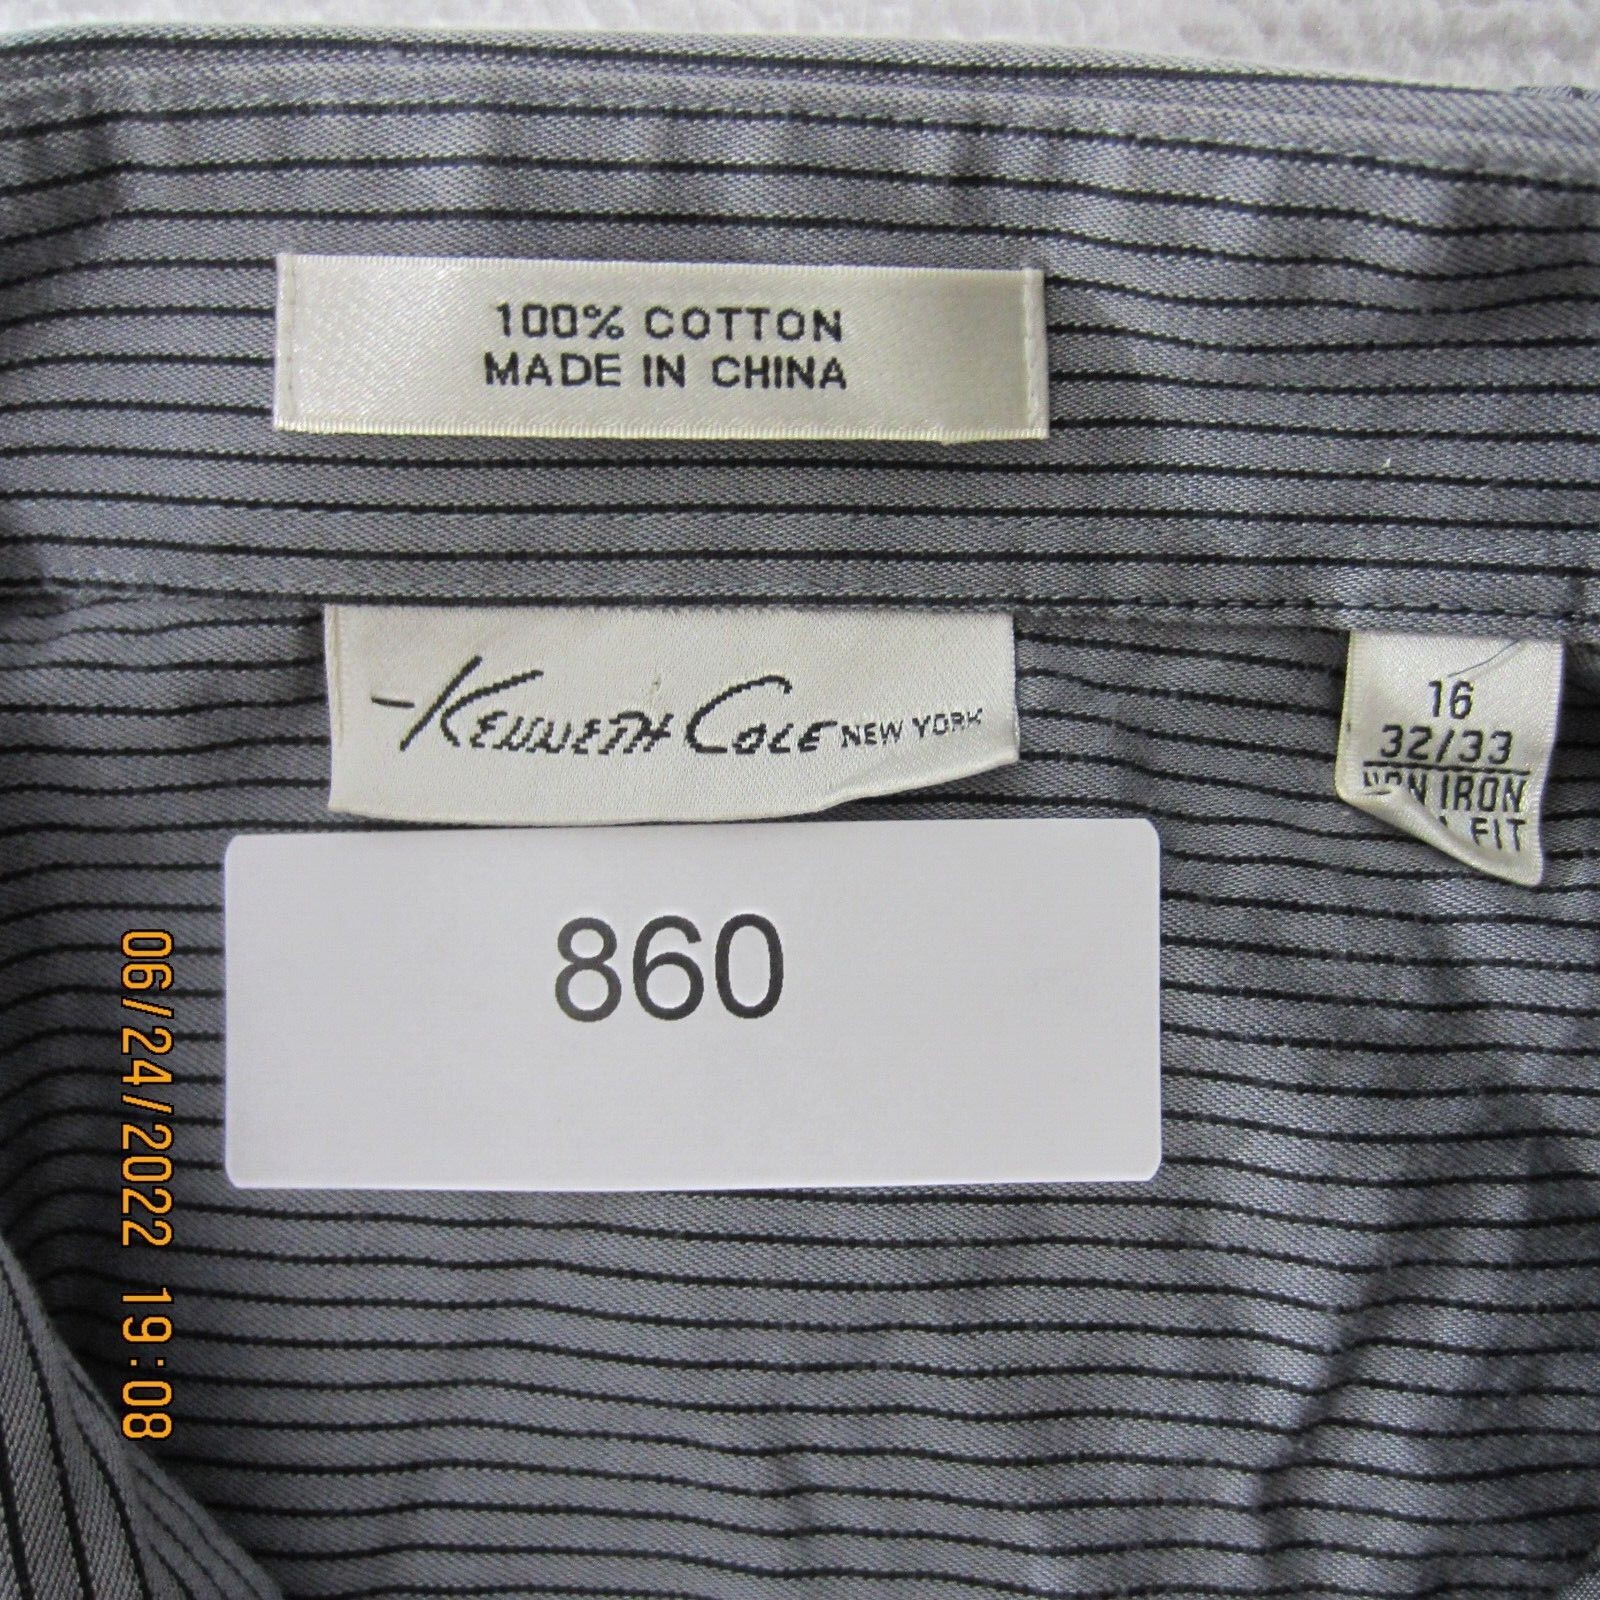 100% COTTON
MADE IN CHINA
KENNETH COLE NEW YORK
16
32/33
NON IRON
FIT
860
06/24/2022 19:08